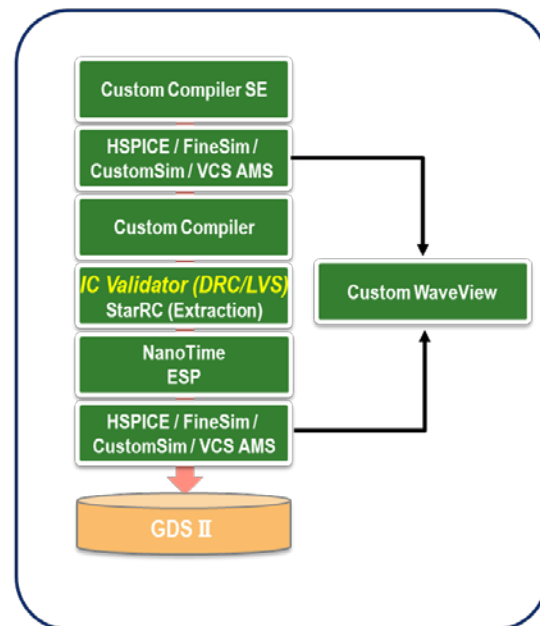 Custom Compiler SE
HSPICE / FineSim /
CustomSim / VCS AMS
Custom Compiler
IC Validator (DRC/LVS)
StarRC (Extraction)
Custom WaveView
NanoTime
ESP
HSPICE / FineSim /
CustomSim / VCS AMS
GDS Ⅱ